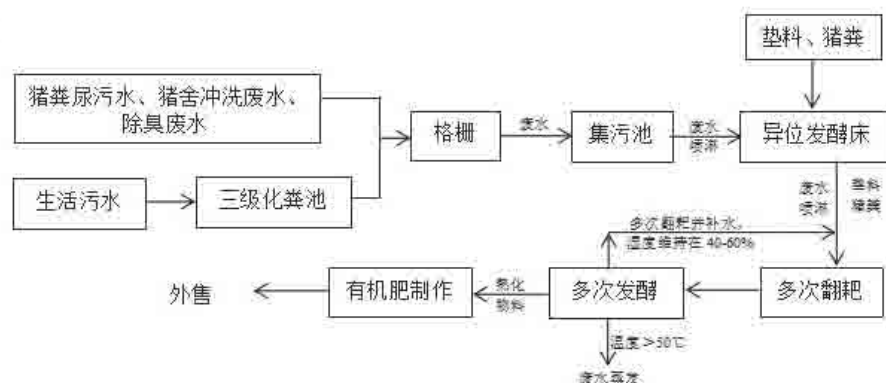 垫料、猪粪
猪粪尿污水、猪舍冲洗废水、
除臭废水
格栅
废水
集污池
废水
喷淋
异位发酵床
生活污水
三级化粪池
废水
喷淋
垫料
猪粪
多次翻耙并补水,
湿度维持在 40-60%
外售
有机肥制作
熟化
物料
多次发酵
多次翻耙
温度>50℃
废水蒸发